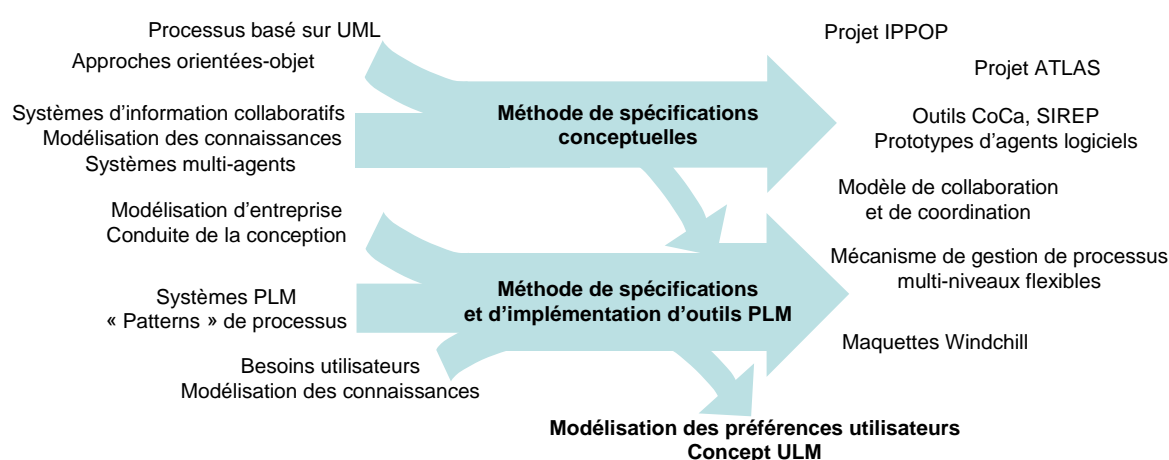 Processus basé sur UML
Approches orientées-objet
Systèmes d'information collaboratifs
Modélisation des connaissances
Systèmes multi-agents
Modélisation d'entreprise
Conduite de la conception
Systèmes PLM
« Patterns » de processus
Besoins utilisateurs
Modélisation des connaissances
Méthode de spécifications
conceptuelles
Méthode de spécifications
et d'implémentation d'outils PLM
Modélisation des préférences utilisateurs
Concept ULM
Projet IPPOP
Projet ATLAS
Outils CoCa, SIREP
Prototypes d'agents logiciels
Modèle de collaboration
et de coordination
Mécanisme de gestion de processus
multi-niveaux flexibles
Maquettes Windchill